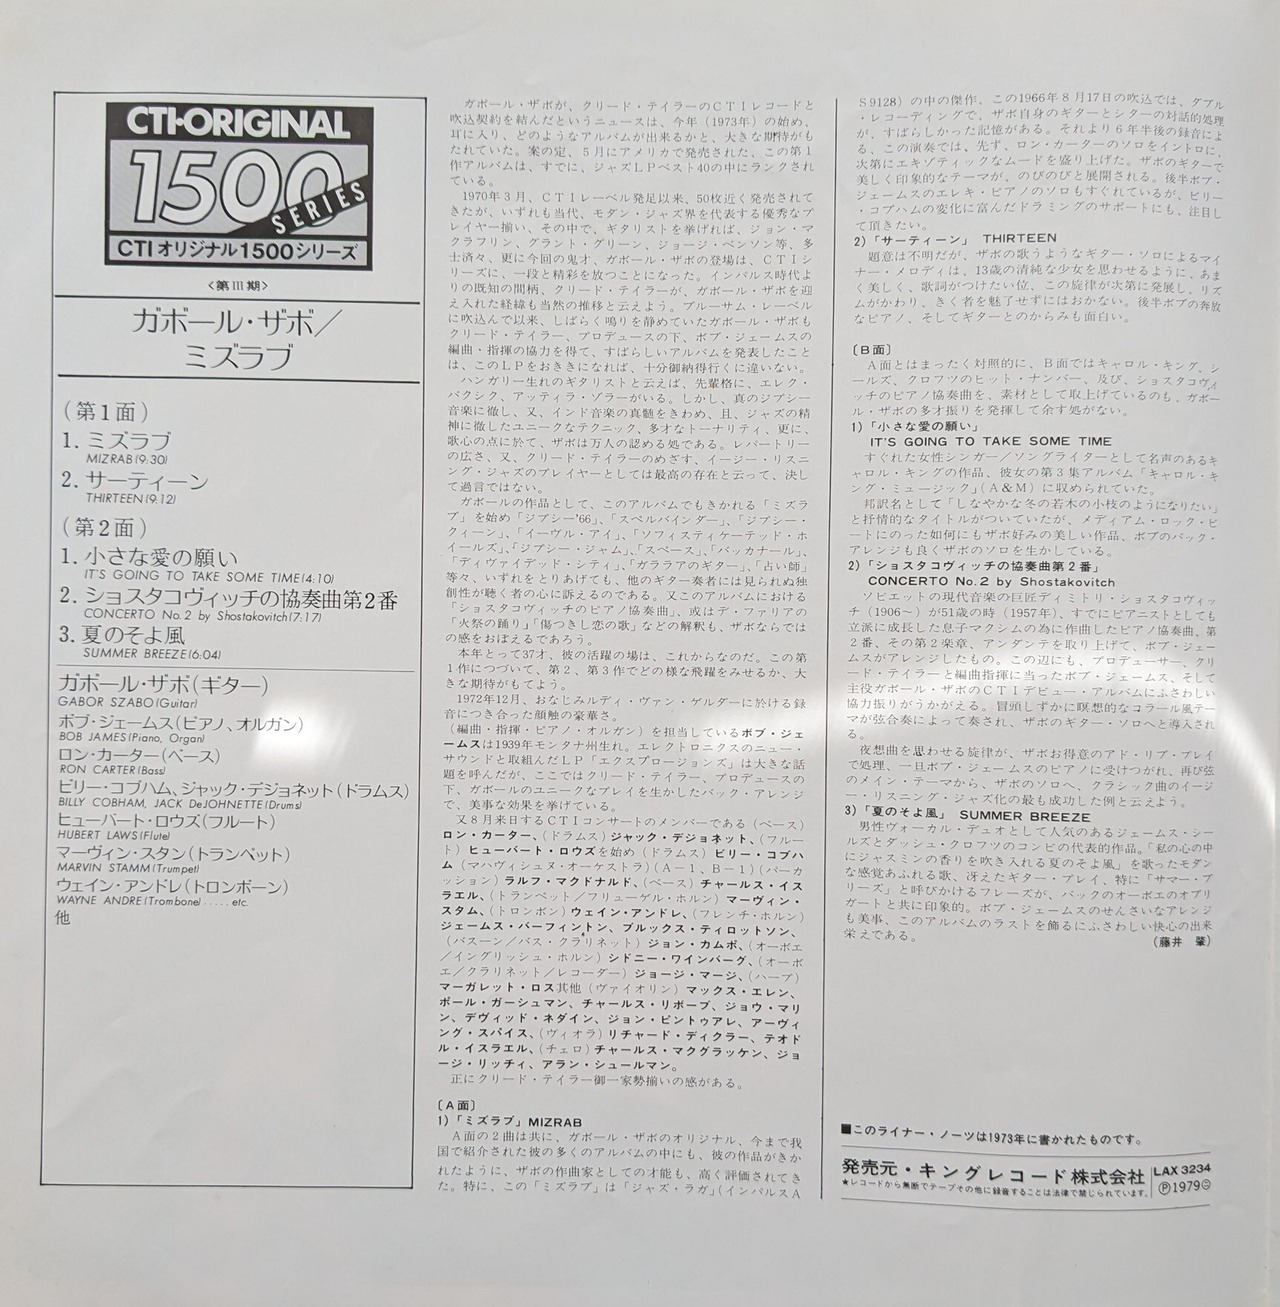 CTI•ORIGINAL
1500
SERIES
CTIオリジナル1500シリーズ
〈第III期〉
ガボール・ザボ／
ミズラブ
（第1面）
1. ミズラブ
MIZRAB(9:30)
2. サーティーン
THIRTEEN(9:12)
（第2面）
1. 小さな愛の願い
IT'S GOING TO TAKE SOME TIME(4:10)
2. ショスタコヴィッチの協奏曲第2番
CONCERTO No.2 by Shostakovitch(7:17)
3. 夏のそよ風
SUMMER BREEZE(6:04)
ガボール・ザボ（ギター）
GABOR SZABO(Guitar)
ボブ・ジェームス（ピアノ、オルガン）
BOB JAMES(Piano, Organ)
ロン・カーター（ベース）
RON CARTER(Bass)
ビリー・コブハム、ジャック・デジョネット（ドラムス）
BILLY COBHAM, JACK DeJOHNETTE(Drums)
ヒューバート・ロウズ（フルート）
HUBERT LAWS(Flute)
マーヴィン・スタン（トランペット）
MARVIN STAMM(Trumpet)
ウェイン・アンドレ（トロンボーン）
WAYNE ANDRE(Trombone).....etc.
他
ガボール・ザボが、クリード・テイラーのCTIレコードと
吹込契約を結んだというニュースは、今年（1973年）の始め、
耳に入り、どのようなアルバムが出来るかと、大きな期待がも
たれていた。案の定、5月にアメリカで発売された、この第1
作アルバムは、すでに、ジャズLPベスト40の中にランクされ
ている。
1970年3月、CTIレーベル発足以来、50枚近く発売されて
きたが、いずれも当代、モダン・ジャズ界を代表する優秀なプ
レイヤー揃い、その中で、ギタリストを挙げれば、ジョン・マ
クラフリン、グラント・グリーン、ジョージ・ベンソン等、多
士済々、更に今回の鬼才、ガボール・ザボの登場は、CTIシ
リーズに、一段と精彩を放つことになった。インパルス時代よ
りの既知の間柄、クリード・テイラーが、ガボール・ザボを迎
え入れた経緯も当然の推移と云えよう。ブルーサム・レーベル
に吹込んで以来、しばらく鳴りを静めていたガボール・ザボも
クリード・テイラー、プロデュースの下、ボブ・ジェームスの
編曲・指揮の協力を得て、すばらしいアルバムを発表したこと
は、このLPをおききになれば、十分御納得行くに違いない。
ハンガリー生れのギタリストと云えば、先輩格に、エレク・
バクシク、アッティラ・ゾラーがいる。しかし、真のジプシー
音楽に徹し、又、インド音楽の真髄をきわめ、且、ジャズの精
神に徹したユニークなテクニック、多才なトーナリティ、更に、
歌心の点に於て、ザボは万人の認める処である。レパートリー
の広さ、又、クリード・テイラーのめざす、イージー・リスニ
ング・ジャズのプレイヤーとしては最高の存在と云って、決し
て過言ではない。
ガボールの作品として、このアルバムでもきかれる「ミズラ
ブ」を始め「ジプシー'66」、「スペルバインダー」、「ジプシー・
クィーン」、「イーヴル・アイ」、「ソフィスティケーテッド・ホ
イールズ」、「ジプシー・ジャム」、「スペース」、「バッカナール」、
「ディヴァイデッド・シティ」、「ガララアのギター」、「占い師」
等々、いずれをとりあげても、他のギター奏者には見られぬ独
創性が聴く者の心に訴えるのである。又このアルバムにおける
「ショスタコヴィッチのピアノ協奏曲」、或はデ・ファリアの
「火祭の踊り」「傷つきし恋の歌」などの解釈も、ザボならでは
の感をおぼえるであろう。
本年とって37才、彼の活躍の場は、これからなのだ。この第
1作につづいて、第2、第3作でどの様な飛躍をみせるか、大
きな期待がもてよう。
1972年12月、おなじみルディ・ヴァン・ゲルダーに於ける録
音につき合った顔触の豪華さ。
（編曲・指揮・ピアノ・オルガン）を担当しているボブ・ジェ
ームスは1939年モンタナ州生れ。エレクトロニクスのニュー・
サウンドと取組んだLP「エクスプロージョンズ」は大きな話
題を呼んだが、ここではクリード・テイラー、プロデュースの
下、ガボールのユニークなプレイを生かしたバック・アレンジ
で、美事な効果を挙げている。
又8月来日するCTIコンサートのメンバーである（ベース）
ロン・カーター、（ドラムス）ジャック・デジョネット、（フルー
ト）ヒューバート・ロウズを始め（ドラムス）ビリー・コブハ
ム（マハヴィシュヌ・オーケストラ）（A－1、B－1）（パーカ
ッション）ラルフ・マクドナルド、（ベース）チャールス・イス
ラエル、（トランペット／フリューゲル・ホルン）マーヴィン・
スタム、（トロンボン）ウェイン・アンドレ、（フレンチ・ホルン）
ジェームス・バーフィントン、ブルックス・ティロットソン、
（バスーン／バス・クラリネット）ジョン・カムポ、（オーボエ
／イングリッシュ・ホルン）シドニー・ワインバーグ、（オーボ
エ／クラリネット／レコーダー）ジョージ・マージ、（ハープ）
マーガレット・ロス其他（ヴァイオリン）マックス・エレン、
ポール・ガーシュマン、チャールス・リボーブ、ジョウ・マリ
ン、デヴィッド・ネダイン、ジョン・ピントゥアレ、アーヴィ
ング・スパイス、（ヴィオラ）リチャード・ディクラー、テオド
ル・イスラエル、（チェロ）チャールス・マクグラッケン、ジョ
ージ・リッチィ、アラン・シュールマン。
正にクリード・テイラー御一家勢揃いの感がある。
〔A面〕
1）「ミズラブ」MIZRAB
A面の2曲は共に、ガボール・ザボのオリジナル、今まで我
国で紹介された彼の多くのアルバムの中にも、彼の作品がきか
れたように、ザボの作曲家としての才能も、高く評価されてき
た。特に、この「ミズラブ」は「ジャズ・ラガ」（インパルスA
S9128）の中の傑作。この1966年8月17日の吹込では、ダブル
・レコーディングで、ザボ自身のギターとシターの対話的処理
が、すばらしかった記憶がある。それより6年半後の録音によ
る、この演奏では、先ず、ロン・カーターのソロをイントロに、
次第にエキゾティックなムードを盛り上げた。ザボのギターで
美しく印象的なテーマが、のびのびと展開される。後半ボブ・
ジェームスのエレキ・ピアノのソロもすぐれているが、ビリー
・コブハムの変化に富んだドラミングのサポートにも、注目し
て頂きたい。
2）「サーティーン」 THIRTEEN
題意は不明だが、ザボの歌うようなギター・ソロによるマイ
ナー・メロディは、13歳の清純な少女を思わせるように、あま
く美しく、歌詞がつけたい位、この旋律が次第に発展し、リズ
ムがかわり、きく者を魅了せずにはおかない。後半ボブの奔放
なピアノ、そしてギターとのからみも面白い。
〔B面〕
A面とはまったく対照的に、B面ではキャロル・キング、シ
ールズ、クロフツのヒット・ナンバー、及び、ショスタコヴィ
ッチのピアノ協奏曲を、素材として取上げているのも、ガボー
ル・ザボの多才振りを発揮して余す処がない。
1）「小さな愛の願い」
IT'S GOING TO TAKE SOME TIME
すぐれた女性シンガー／ソングライターとして名声のあるキ
ャロル・キングの作品、彼女の第3集アルバム「キャロル・キ
ング・ミュージック」（A＆M）に収められていた。
邦訳名として「しなやかな冬の若木の小枝のようになりたい」
と抒情的なタイトルがついていたが、メディアム・ロック・ビ
ートにのった如何にもザボ好みの美しい作品、ボブのバック・
アレンジも良くザボのソロを生かしている。
2）「ショスタコヴィッチの協奏曲第2番」
CONCERTO No.2 by Shostakovitch
ソビエットの現代音楽の巨匠ディミトリ・ショスタコヴィッ
チ（1906～）が51歳の時（1957年）、すでにピアニストとしても
立派に成長した息子マクシムの為に作曲したピアノ協奏曲、第
2番、その第2楽章、アンダンテを取り上げて、ボブ・ジェー
ムスがアレンジしたもの。この辺にも、プロデューサー、クリ
ード・テイラーと編曲指揮に当ったボブ・ジェームス、そして
主役ガボール・ザボのCTIデビュー・アルバムにふさわしい
協力振りがうかがえる。冒頭しずかに瞑想的なコラール風テー
マが弦合奏によって奏され、ザボのギター・ソロへと導入され
る。
夜想曲を思わせる旋律が、ザボお得意のアド・リブ・プレイ
で処理、一旦ボブ・ジェームスのピアノに受けつがれ、再び弦
のメイン・テーマから、ザボのソロへ、クラシック曲のイージ
ー・リスニング・ジャズ化の最も成功した例と云えよう。
3）「夏のそよ風」 SUMMER BREEZE
男性ヴォーカル・デュオとして人気のあるジェームス・シー
ルズとダッシュ・クロフツのコンビの代表的作品。「私の心の中
にジャスミンの香りを吹き入れる夏のそよ風」を歌ったモダン
な感覚あふれる歌、冴えたギター・プレイ、特に「サマー・ブ
リーズ」と呼びかけるフレーズが、バックのオーボエのオブリ
ガートと共に印象的。ボブ・ジェームスのせんさいなアレンジ
も美事、このアルバムのラストを飾るにふさわしい快心の出来
栄えである。
（藤井 肇）
■このライナー・ノーツは1973年に書かれたものです。
発売元・キングレコード株式会社
LAX 3234
Ⓟ1979
★レコードから無断でテープその他に録音することは法律で禁じられています。